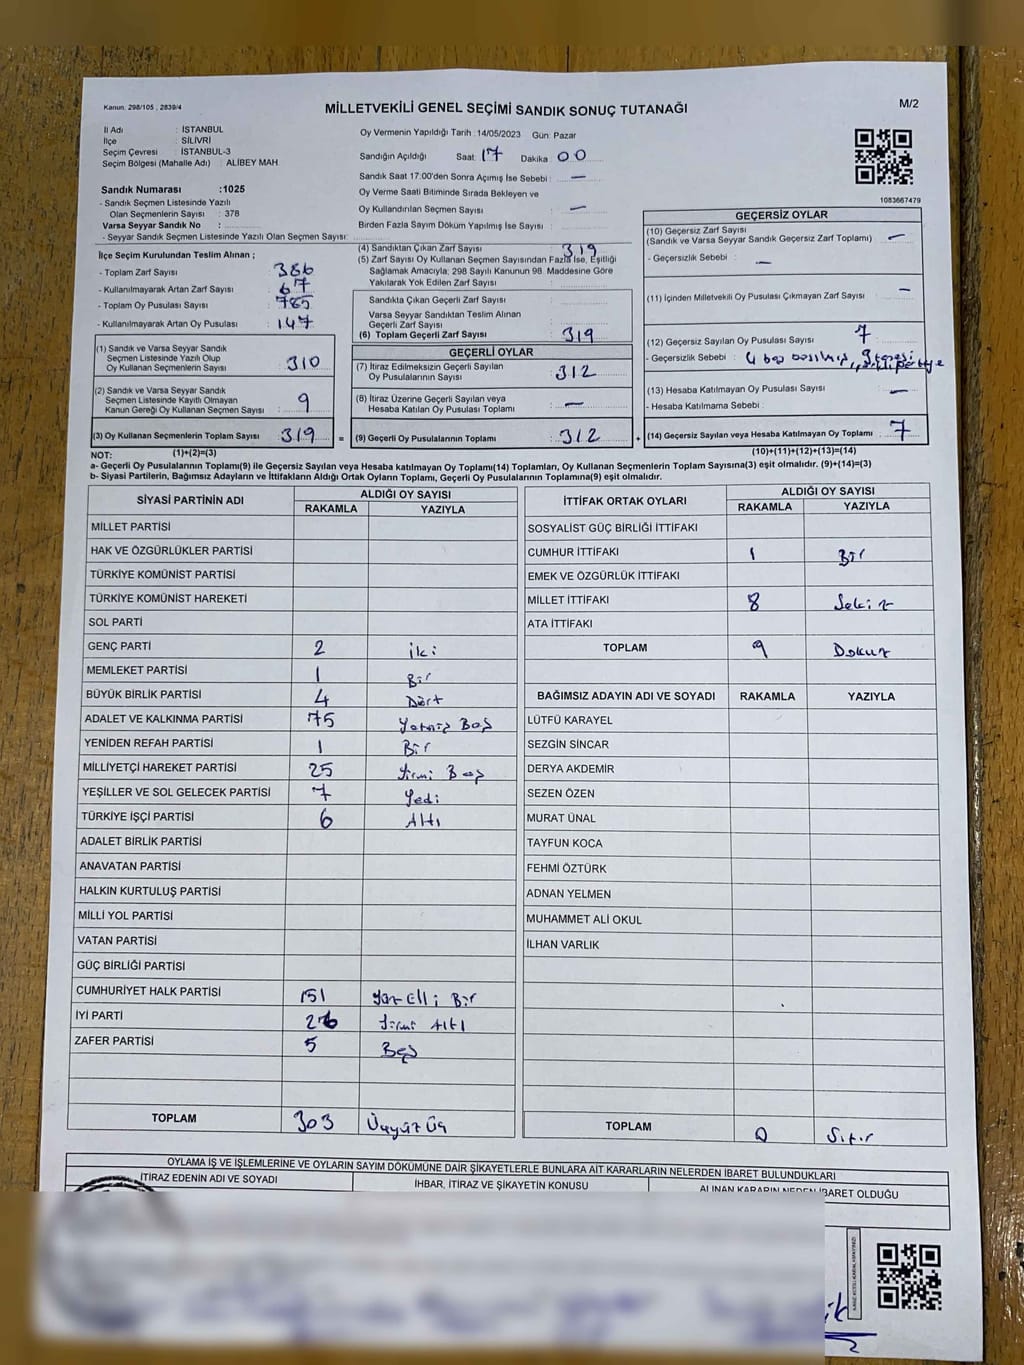 Kanun. 298/105 ; 2839/4
MİLLETVEKİLİ GENEL SEÇİMİ SANDIK SONUÇ TUTANAĞI
M/2
İl Adı : İSTANBUL
İlçe : SİLİVRİ
Seçim Çevresi : İSTANBUL-3
Seçim Bölgesi (Mahalle Adı) : ALİBEY MAH.
Sandık Numarası :1025
- Sandık Seçmen Listesinde Yazılı
Olan Seçmenlerin Sayısı : 378
Varsa Seyyar Sandık No :
- Seyyar Sandık Seçmen Listesinde Yazılı Olan Seçmen Sayısı:
Oy Vermenin Yapıldığı Tarih : 14/05/2023 Gün: Pazar
Sandığın Açıldığı Saat : 17 Dakika : 00
Sandık Saat 17:00'den Sonra Açımış İse Sebebi : —
Oy Verme Saati Bitiminde Sırada Bekleyen ve
Oy Kullandırılan Seçmen Sayısı : —
Birden Fazla Sayım Döküm Yapılmış İse Sayısı :
1083667479
İlçe Seçim Kurulundan Teslim Alınan ;
- Toplam Zarf Sayısı : 386
- Kullanılmayarak Artan Zarf Sayısı : 67
- Toplam Oy Pusulası Sayısı : 785
- Kullanılmayarak Artan Oy Pusulası : 147
(1) Sandık ve Varsa Seyyar Sandık
Seçmen Listesinde Yazılı Olup
Oy Kullanan Seçmen Sayısı : 310
(2) Sandık ve Varsa Seyyar Sandık
Seçmen Listesinde Kayıtlı Olmayan
Kanun Gereği Oy Kullanan Seçmen Sayısı : 9
(3) Oy Kullanan Seçmenlerin Toplam Sayısı : 319
(1)+(2)=(3)
(4) Sandıktan Çıkan Zarf Sayısı : 319
(5) Zarf Sayısı Oy Kullanan Seçmen Sayısından Fazla İse, Eşitliği
Sağlamak Amacıyla; 298 Sayılı Kanunun 98. Maddesine Göre
Yakılarak Yok Edilen Zarf Sayısı :
Sandıkta Çıkan Geçerli Zarf Sayısı :
Varsa Seyyar Sandıktan Teslim Alınan
Geçerli Zarf Sayısı :
(6) Toplam Geçerli Zarf Sayısı : 319
GEÇERLİ OYLAR
(7) İtiraz Edilmeksizin Geçerli Sayılan
Oy Pusulalarının Sayısı : 312
(8) İtiraz Üzerine Geçerli Sayılan veya
Hesaba Katılan Oy Pusulası Toplamı : —
= (9) Geçerli Oy Pusulalarının Toplamı : 312 +
GEÇERSİZ OYLAR
(10) Geçersiz Zarf Sayısı
(Sandık ve Varsa Seyyar Sandık Geçersiz Zarf Toplamı) : —
- Geçersizlik Sebebi : —
(11) İçinden Milletvekili Oy Pusulası Çıkmayan Zarf Sayısı : —
(12) Geçersiz Sayılan Oy Pusulası Sayısı : 7
- Geçersizlik Sebebi : 4 boş
(13) Hesaba Katılmayan Oy Pusulası Sayısı : —
- Hesaba Katılmama Sebebi :
(14) Geçersiz Sayılan veya Hesaba Katılmayan Oy Toplamı : 7
(10)+(11)+(12)+(13)=(14)
NOT:
a- Geçerli Oy Pusulalarının Toplamı(9) ile Geçersiz Sayılan veya Hesaba katılmayan Oy Toplamı(14) Toplamları, Oy Kullanan Seçmenlerin Toplam Sayısına(3) eşit olmalıdır. (9)+(14)=(3)
b- Siyasi Partilerin, Bağımsız Adayların ve İttifakların Aldığı Ortak Oyların Toplamı, Geçerli Oy Pusulalarının Toplamına(9) eşit olmalıdır.
SİYASİ PARTİNİN ADI
ALDIĞI OY SAYISI
RAKAMLA YAZIYLA
MİLLET PARTİSİ
HAK VE ÖZGÜRLÜKLER PARTİSİ
TÜRKİYE KOMÜNİST PARTİSİ
TÜRKİYE KOMÜNİST HAREKETİ
SOL PARTİ
GENÇ PARTİ 2 iki
MEMLEKET PARTİSİ 1 Bir
BÜYÜK BİRLİK PARTİSİ 4 Dört
ADALET VE KALKINMA PARTİSİ 75 Yetmiş Beş
YENİDEN REFAH PARTİSİ 1 Bir
MİLLİYETÇİ HAREKET PARTİSİ 25 Yirmi Beş
YEŞİLLER VE SOL GELECEK PARTİSİ 7 Yedi
TÜRKİYE İŞÇİ PARTİSİ 6 Altı
ADALET BİRLİK PARTİSİ
ANAVATAN PARTİSİ
HALKIN KURTULUŞ PARTİSİ
MİLLİ YOL PARTİSİ
VATAN PARTİSİ
GÜÇ BİRLİĞİ PARTİSİ
CUMHURİYET HALK PARTİSİ 151 Yüz Elli Bir
İYİ PARTİ 26 Yirmi Altı
ZAFER PARTİSİ 5 Beş
TOPLAM 303 Üçyüz Üç
İTTİFAK ORTAK OYLARI
ALDIĞI OY SAYISI
RAKAMLA YAZIYLA
SOSYALİST GÜÇ BİRLİĞİ İTTİFAKI
CUMHUR İTTİFAKI 1 Bir
EMEK VE ÖZGÜRLÜK İTTİFAKI
MİLLET İTTİFAKI 8 Sekiz
ATA İTTİFAKI
TOPLAM 9 Dokuz
BAĞIMSIZ ADAYIN ADI VE SOYADI RAKAMLA YAZIYLA
LÜTFÜ KARAYEL
SEZGİN SİNCAR
DERYA AKDEMİR
SEZEN ÖZEN
MURAT ÜNAL
TAYFUN KOCA
FEHMİ ÖZTÜRK
ADNAN YELMEN
MUHAMMET ALİ OKUL
İLHAN VARLIK
TOPLAM 0 Sıfır
OYLAMA İŞ VE İŞLEMLERİNE VE OYLARIN SAYIM DÖKÜMÜNE DAİR ŞİKAYETLERLE BUNLARA AİT KARARLARIN NELERDEN İBARET BULUNDUKLARI
İTİRAZ EDENİN ADI VE SOYADI İHBAR, İTİRAZ VE ŞİKAYETİN KONUSU ALINAN KARARIN NEDEN İBARET OLDUĞU